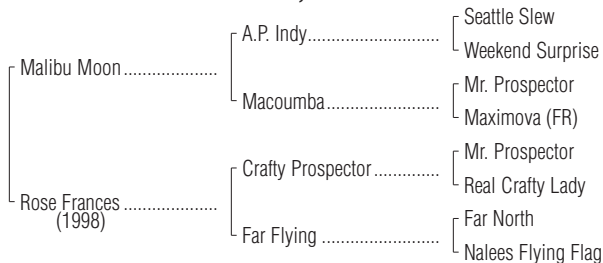 Seattle Slew
A.P. Indy
Weekend Surprise
Malibu Moon
Mr. Prospector
Macoumba
Maximova (FR)
Mr. Prospector
Crafty Prospector
Real Crafty Lady
Rose Frances
(1998)
Far North
Far Flying
Nalees Flying Flag